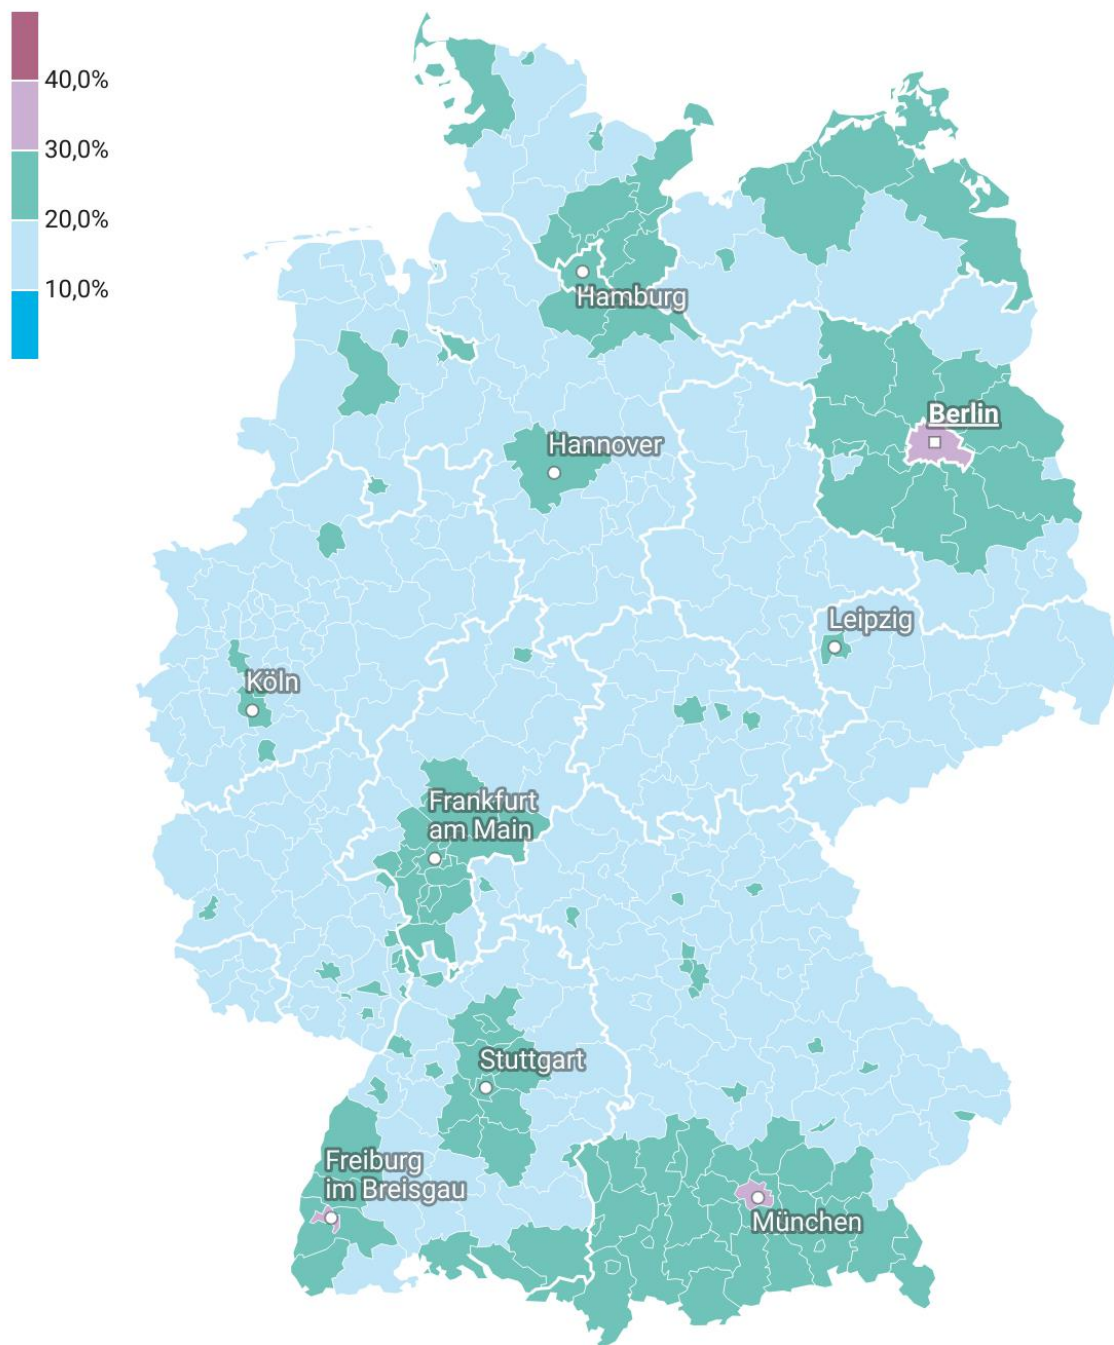 40,0%
30,0%
20,0%
10,0%
Hamburg
Berlin
Hannover
Leipzig
Köln
Frankfurt
am Main
Stuttgart
Freiburg
im Breisgau
München